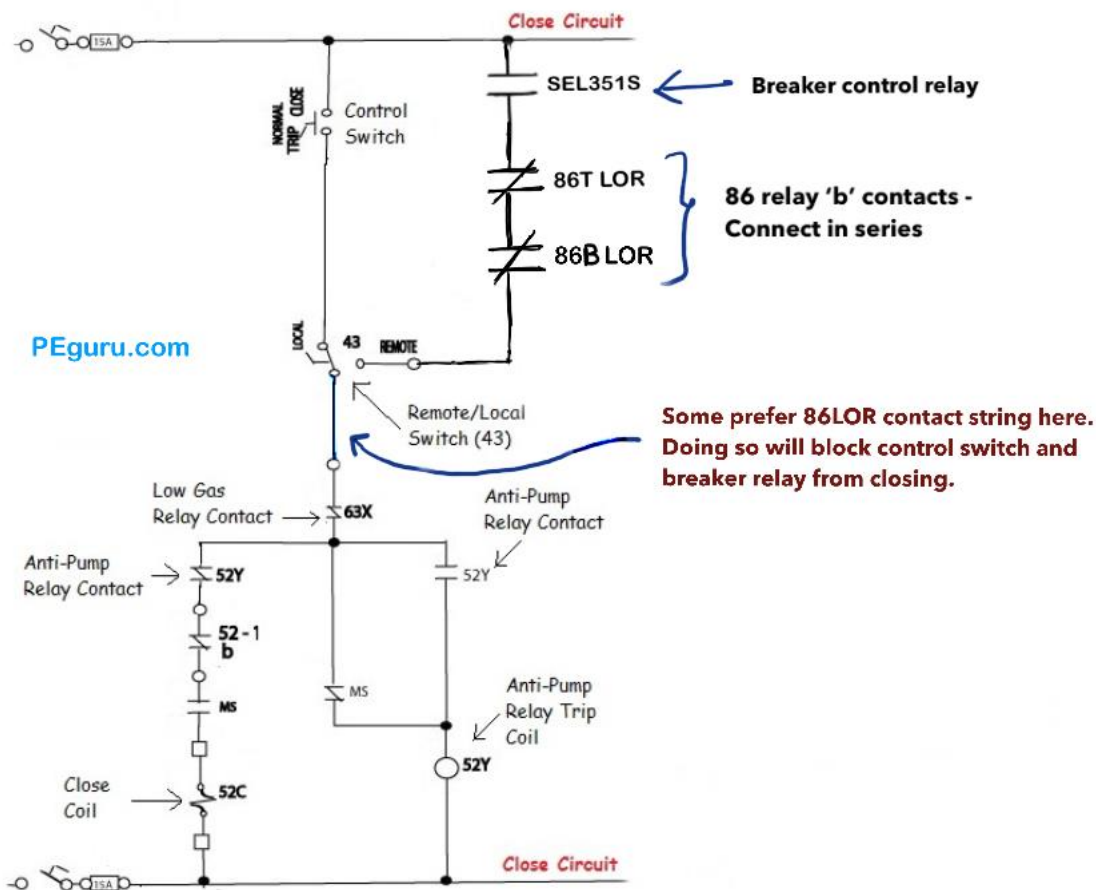 Close Circuit
15A
SEL351S
Breaker control relay
NORMAL
TRIP CLOSE
Control
Switch
86T LOR
86B LOR
86 relay ‘b’ contacts -
Connect in series
PEguru.com
LOCAL
43
REMOTE
Remote/Local
Switch (43)
Some prefer 86LOR contact string here.
Doing so will block control switch and
breaker relay from closing.
Low Gas
Relay Contact
63X
Anti-Pump
Relay Contact
Anti-Pump
Relay Contact
52Y
52Y
52-1
b
MS
MS
Anti-Pump
Relay Trip
Coil
52Y
Close
Coil
52C
Close Circuit
15A